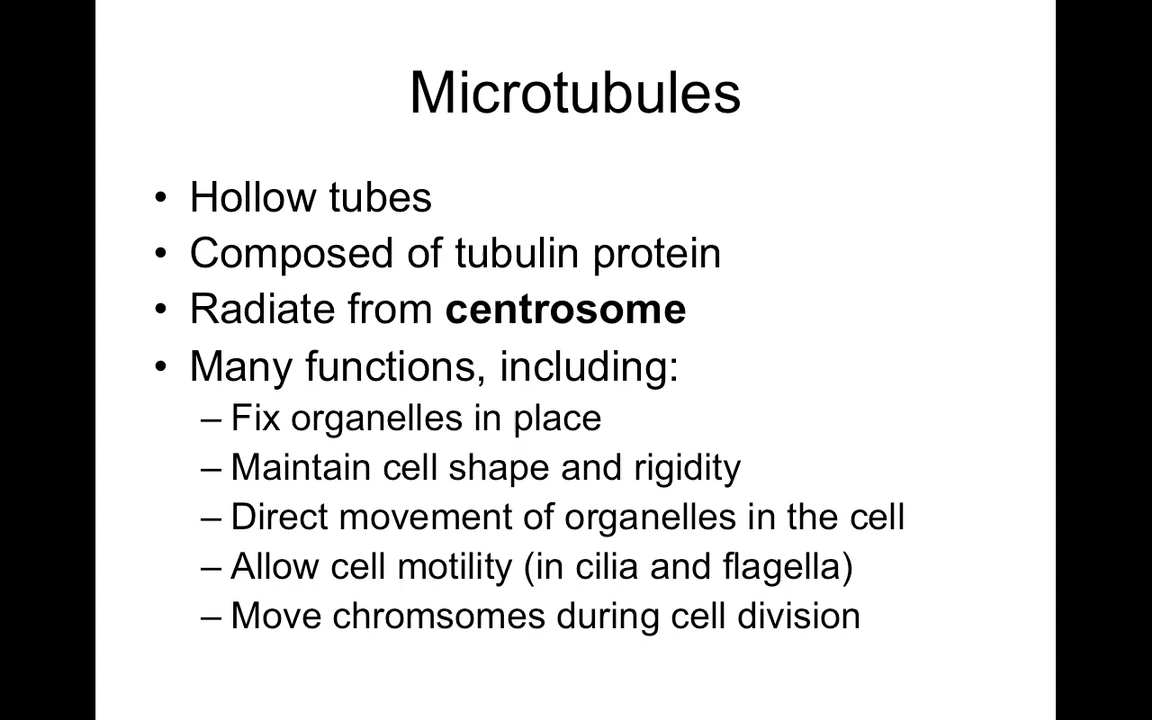 Microtubules
• Hollow tubes
• Composed of tubulin protein
• Radiate from centrosome
• Many functions, including:
– Fix organelles in place
– Maintain cell shape and rigidity
– Direct movement of organelles in the cell
– Allow cell motility (in cilia and flagella)
– Move chromsomes during cell division